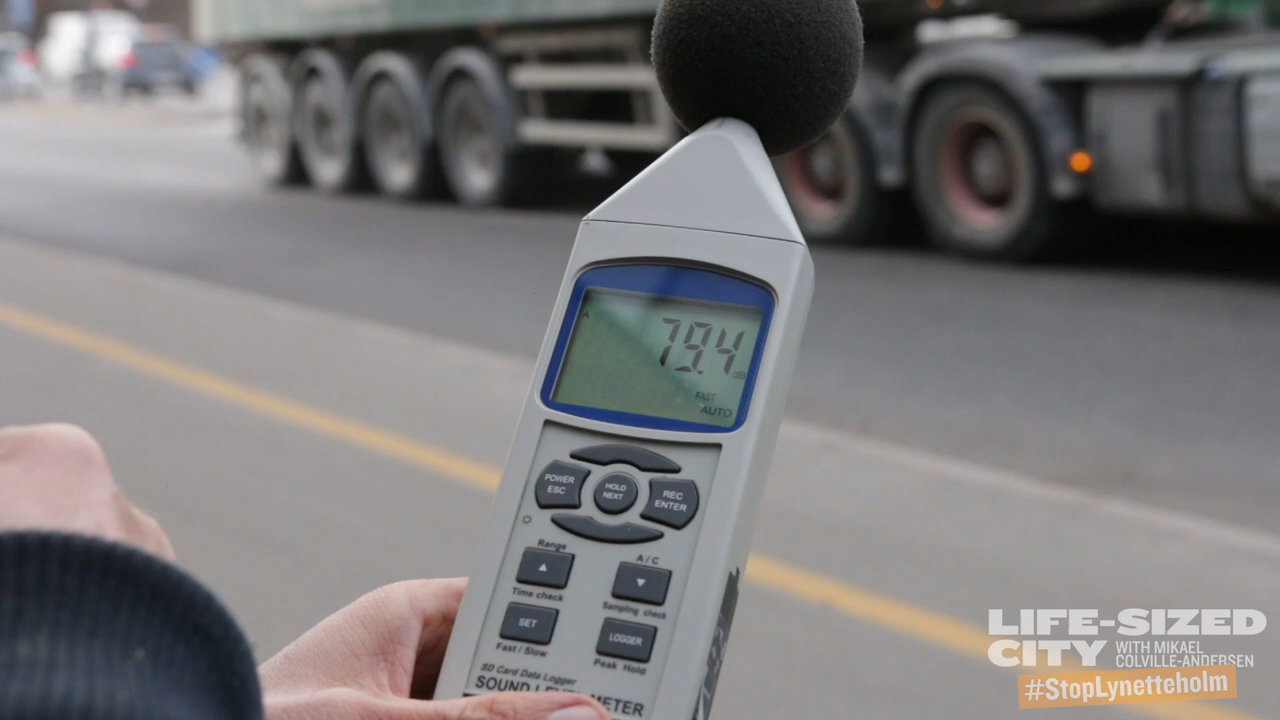 A
79.4
dB
FAST
AUTO
POWER
ESC
HOLD
NEXT
REC
ENTER
Range
A / C
Time check
Sampling check
SET
LOGGER
Fast / Slow
Peak Hold
SD Card Data Logger
SOUND LEVEL METER
LIFE-SIZED
CITY WITH MIKAEL
COLVILLE-ANDERSEN
#StopLynetteholm